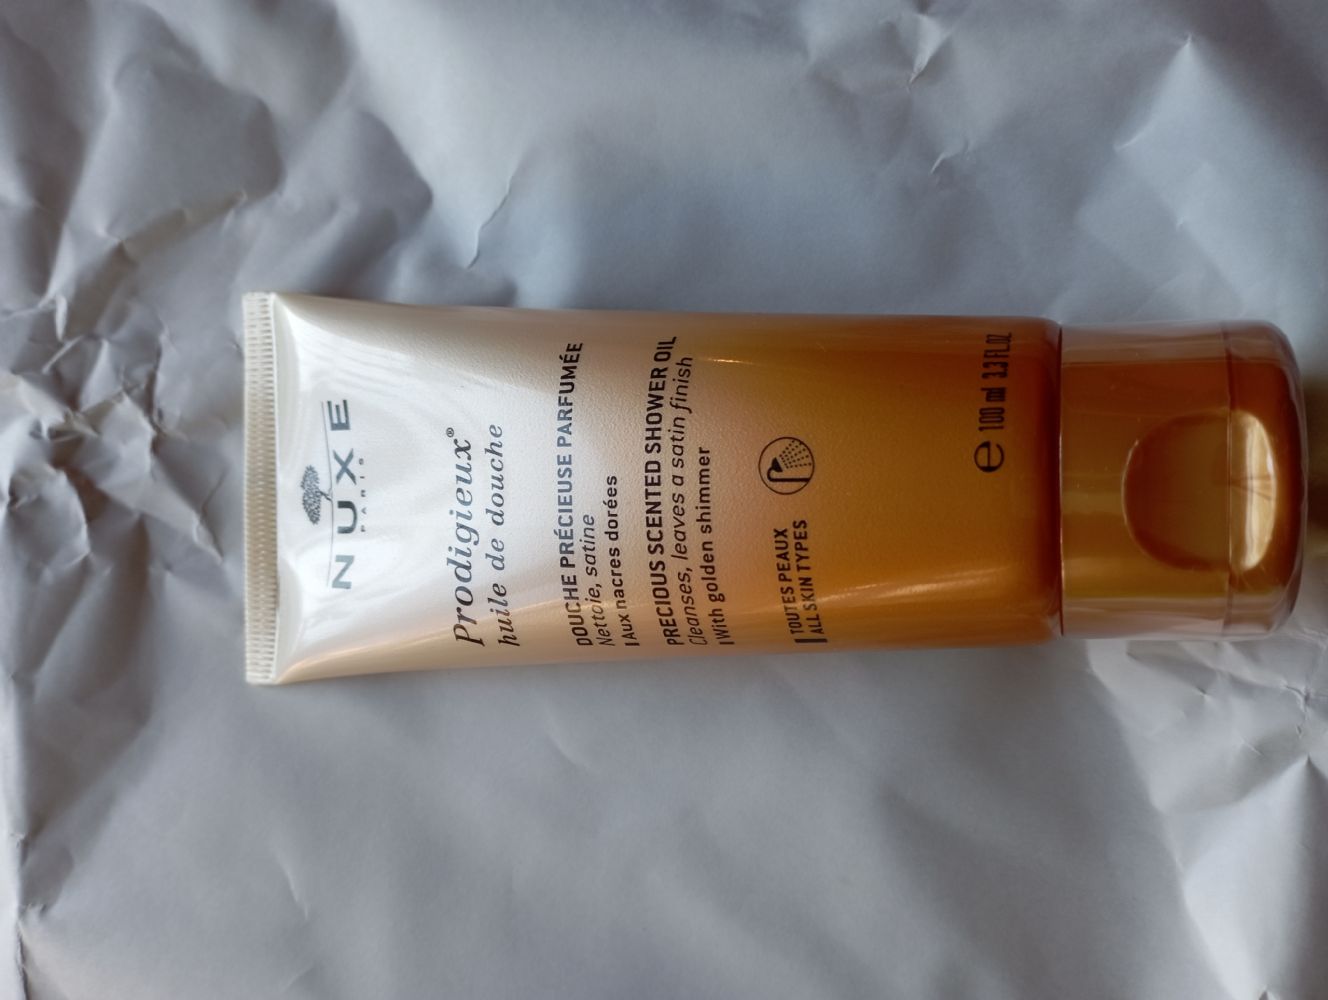 NUXE
PARIS
Prodigieux®
huile de douche
DOUCHE PRÉCIEUSE PARFUMÉE
Nettoie, satine
|Aux nacres dorées
PRECIOUS SCENTED SHOWER OIL
Cleanses, leaves a satin finish
|With golden shimmer
TOUTES PEAUX
ALL SKIN TYPES
e 100 ml 3.3 FL.OZ.